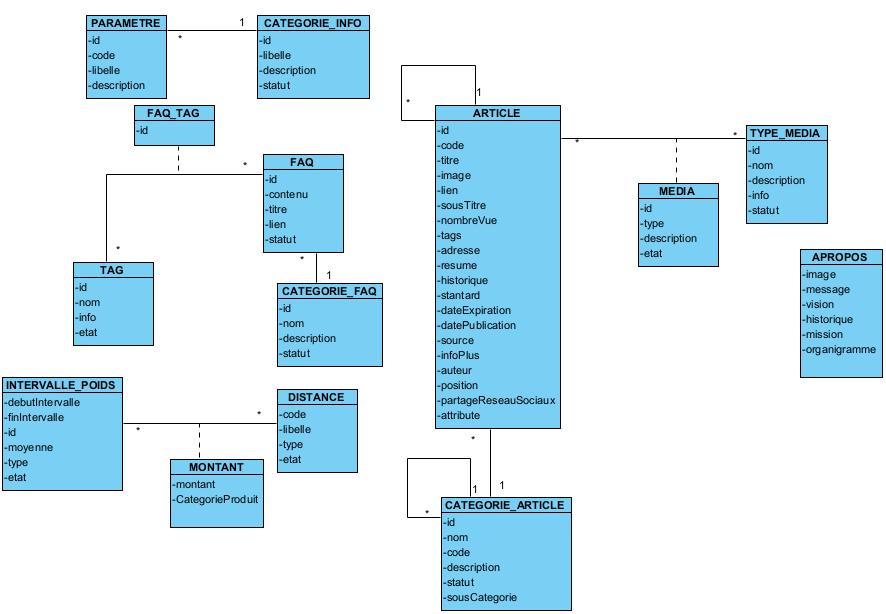 PARAMETRE
-id
-code
-libelle
-description
*
1
CATEGORIE_INFO
-id
-libelle
-description
-statut
FAQ_TAG
-id
*
*
FAQ
-id
-contenu
-titre
-lien
-statut
*
1
TAG
-id
-nom
-info
-etat
CATEGORIE_FAQ
-id
-nom
-description
-statut
INTERVALLE_POIDS
-debutIntervalle
-finIntervalle
-id
-moyenne
-type
-etat
*
*
DISTANCE
-code
-libelle
-type
-etat
MONTANT
-montant
-CategorieProduit
1
*
ARTICLE
-id
-code
-titre
-image
-lien
-sousTitre
-nombreVue
-tags
-adresse
-resume
-historique
-stantard
-dateExpiration
-datePublication
-source
-infoPlus
-auteur
-position
-partageReseauSociaux
-attribute
*
*
TYPE_MEDIA
-id
-nom
-description
-info
-statut
MEDIA
-id
-type
-description
-etat
APROPOS
-image
-message
-vision
-historique
-mission
-organigramme
*
1
1
*
CATEGORIE_ARTICLE
-id
-nom
-code
-description
-statut
-sousCategorie